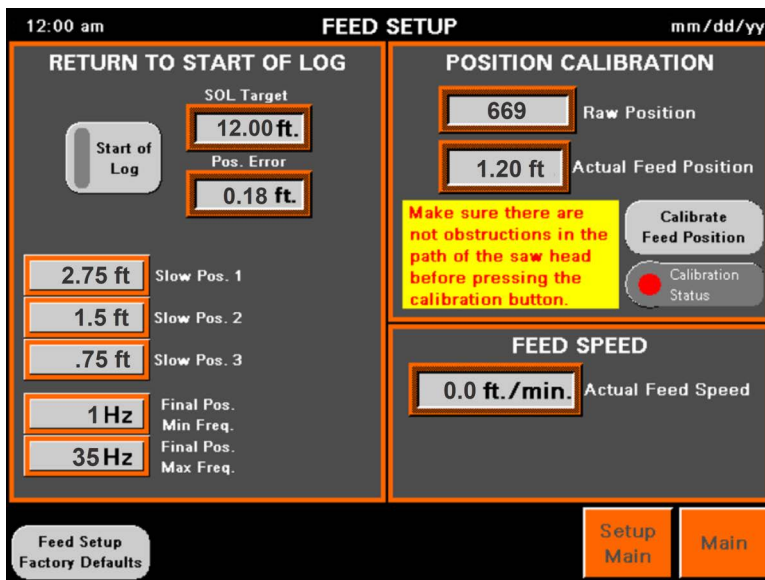 12:00 am
FEED SETUP
mm/dd/yy
RETURN TO START OF LOG
SOL Target
12.00 ft.
Start of
Log
Pos. Error
0.18 ft.
2.75 ft
Slow Pos. 1
1.5 ft
Slow Pos. 2
.75 ft
Slow Pos. 3
1 Hz
Final Pos.
Min Freq.
35 Hz
Final Pos.
Max Freq.
POSITION CALIBRATION
669
Raw Position
1.20 ft
Actual Feed Position
Make sure there are
not obstructions in the
path of the saw head
before pressing the
calibration button.
Calibrate
Feed Position
Calibration
Status
FEED SPEED
0.0 ft./min.
Actual Feed Speed
Feed Setup
Factory Defaults
Setup
Main
Main